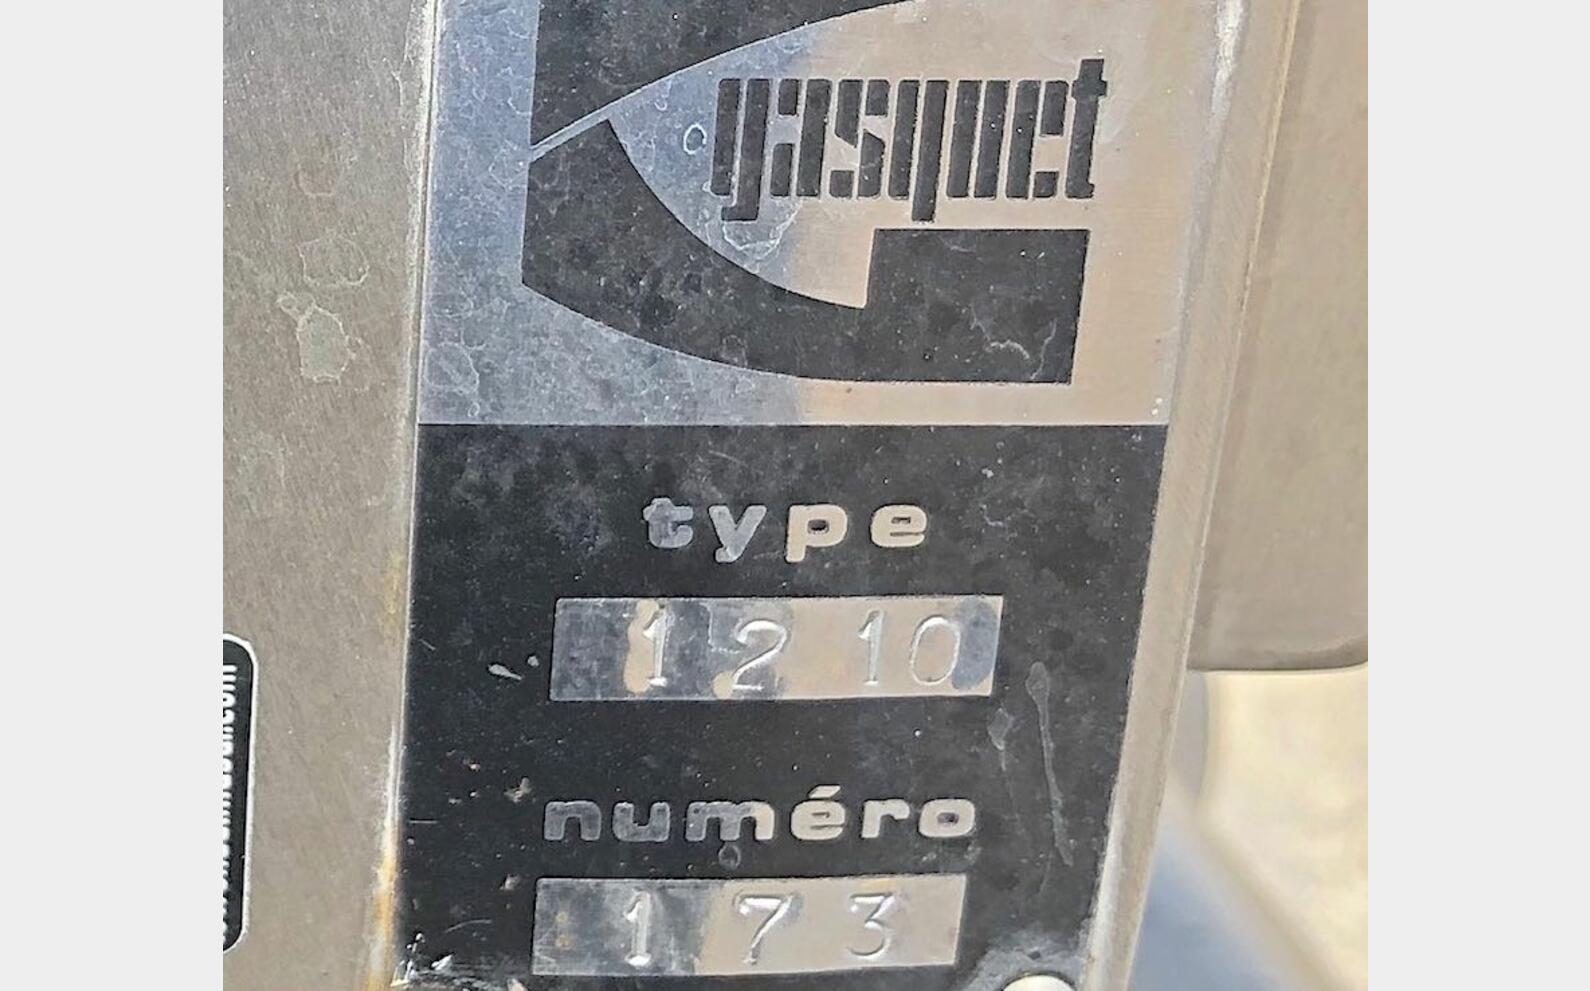 gasquet
type
1210
numéro
173